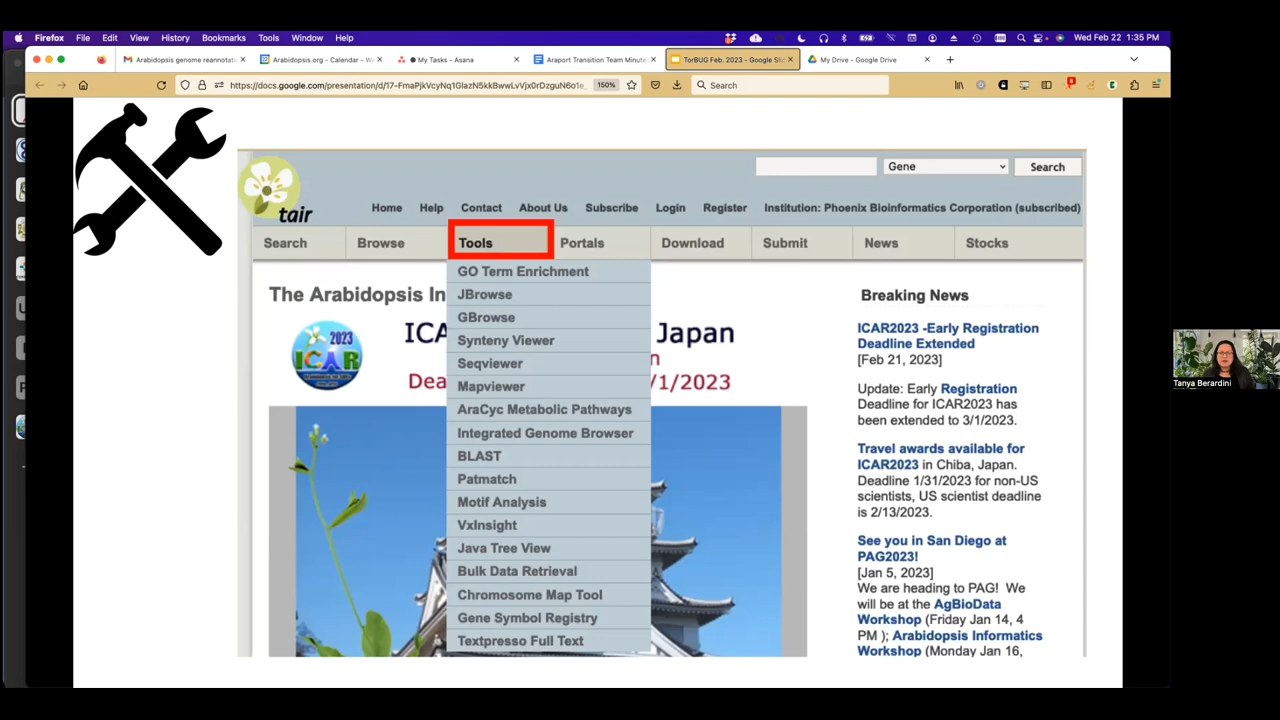 Firefox File Edit View History Bookmarks Tools Window Help Wed Feb 22 1:35 PM
Arabidopsis genome reannotat Arabidopsis.org - Calendar - W My Tasks - Asana Araport Transition Team Minute TorBUG Feb. 2023 - Google Sli My Drive - Google Drive
150% Search
Gene Search
tair
Home Help Contact About Us Subscribe Login Register Institution: Phoenix Bioinformatics Corporation (subscribed)
Search Browse Tools Portals Download Submit News Stocks
GO Term Enrichment
JBrowse
GBrowse
Synteny Viewer
Seqviewer
Mapviewer
AraCyc Metabolic Pathways
Integrated Genome Browser
BLAST
Patmatch
Motif Analysis
VxInsight
Java Tree View
Bulk Data Retrieval
Chromosome Map Tool
Gene Symbol Registry
Textpresso Full Text
The Arabidopsis In
2023
ICAR
ICA Japan
n
Dea /1/2023
Breaking News
ICAR2023 -Early Registration
Deadline Extended
[Feb 21, 2023]
Update: Early Registration
Deadline for ICAR2023 has
been extended to 3/1/2023.
Travel awards available for
ICAR2023 in Chiba, Japan.
Deadline 1/31/2023 for non-US
scientists, US scientist deadline
is 2/13/2023.
See you in San Diego at
PAG2023!
[Jan 5, 2023]
We are heading to PAG! We
will be at the AgBioData
Workshop (Friday Jan 14, 4
PM ); Arabidopsis Informatics
Workshop (Monday Jan 16,
Tanya Berardini